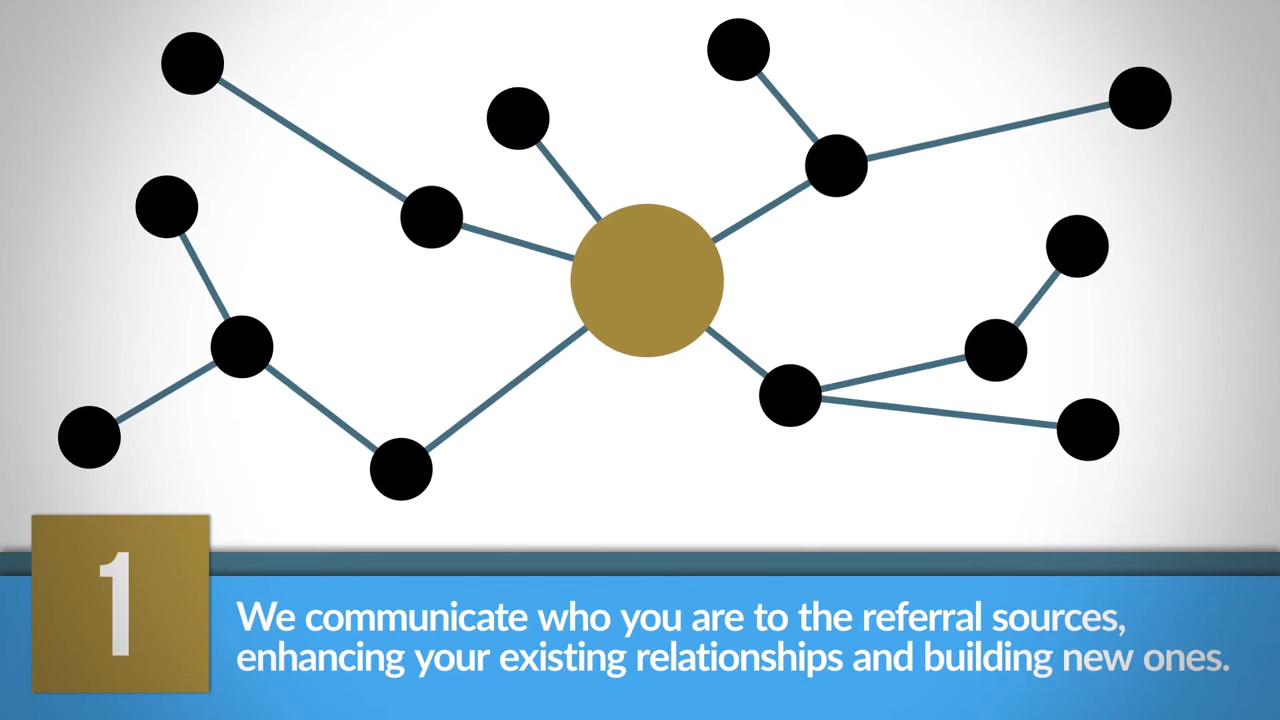 1
We communicate who you are to the referral sources,
enhancing your existing relationships and building new ones.